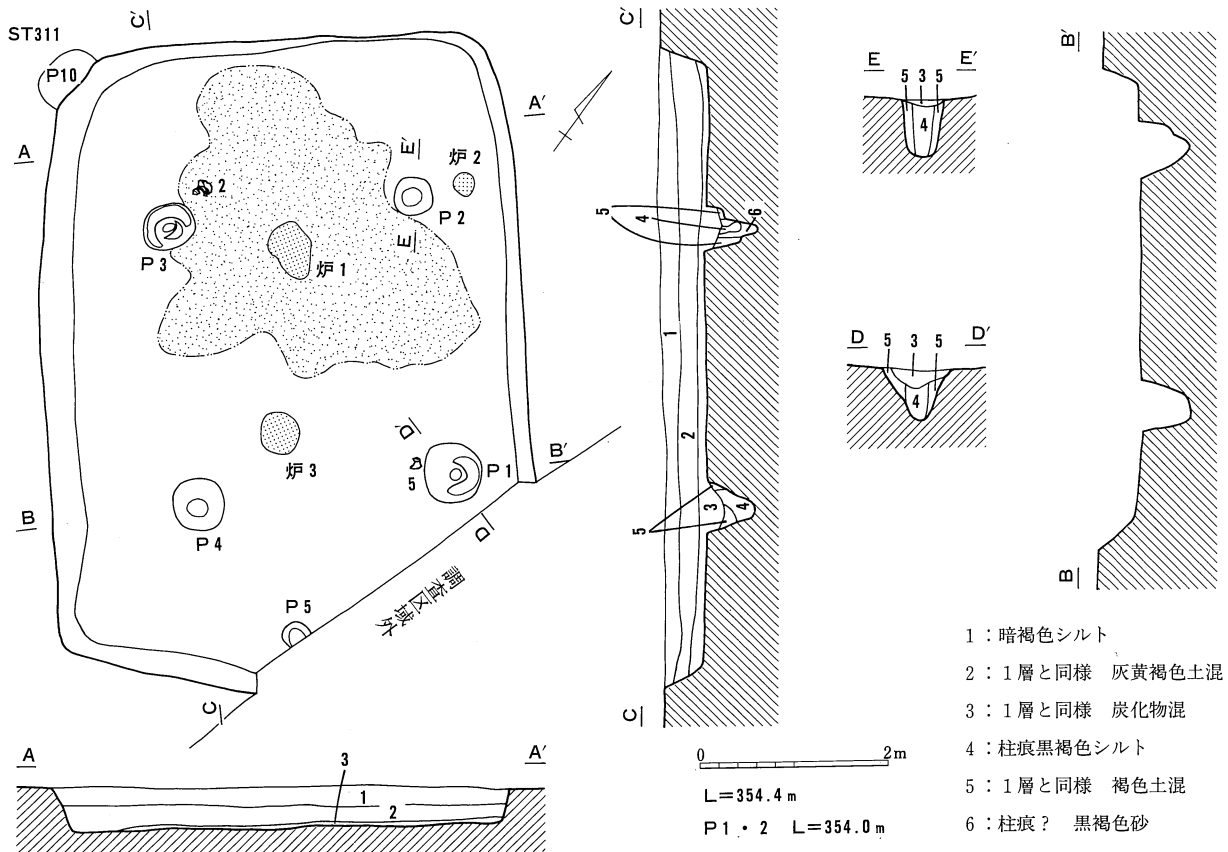 ST311
C′
P10
A
A′
E′
炉2
2
P2
E
P3
炉1
D′
炉3
5
P1
B′
B
P4
D
調査区域外
P5
C
C′
5
4
6
1
2
3
4
5
C
E
E′
5 3 5
4
D
D′
5 3 5
4
B′
B
A
A′
3
1
2
0 2m
L=354.4m
P1・2 L=354.0m
1:暗褐色シルト
2:1層と同様 灰黄褐色土混
3:1層と同様 炭化物混
4:柱痕黒褐色シルト
5:1層と同様 褐色土混
6:柱痕? 黒褐色砂